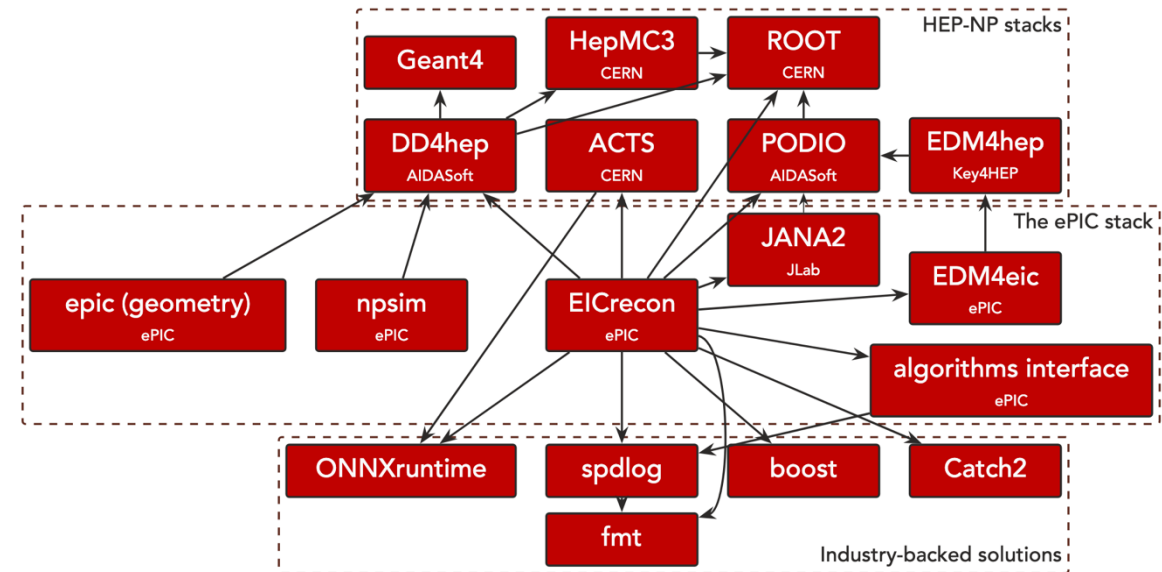 HEP-NP stacks
Geant4
HepMC3
CERN
ROOT
CERN
DD4hep
AIDASoft
ACTS
CERN
PODIO
AIDASoft
EDM4hep
Key4HEP
The ePIC stack
JANA2
JLab
epic (geometry)
ePIC
npsim
ePIC
EICrecon
ePIC
EDM4eic
ePIC
algorithms interface
ePIC
ONNXruntime
spdlog
boost
Catch2
fmt
Industry-backed solutions